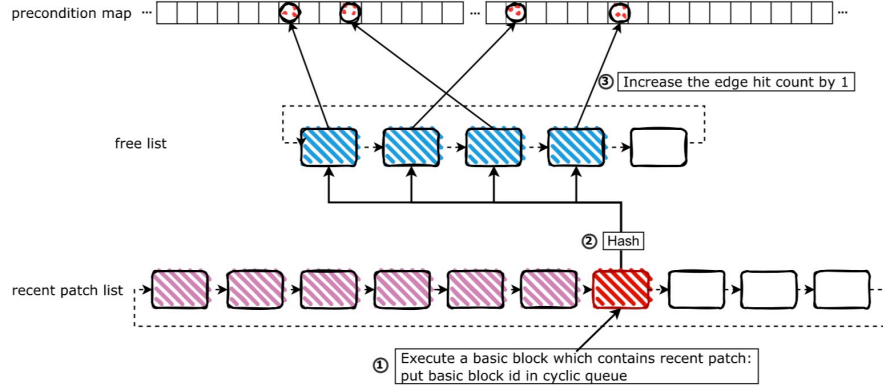 precondition map
... ... ...
③ Increase the edge hit count by 1
free list
② Hash
recent patch list
① Execute a basic block which contains recent patch:
put basic block id in cyclic queue